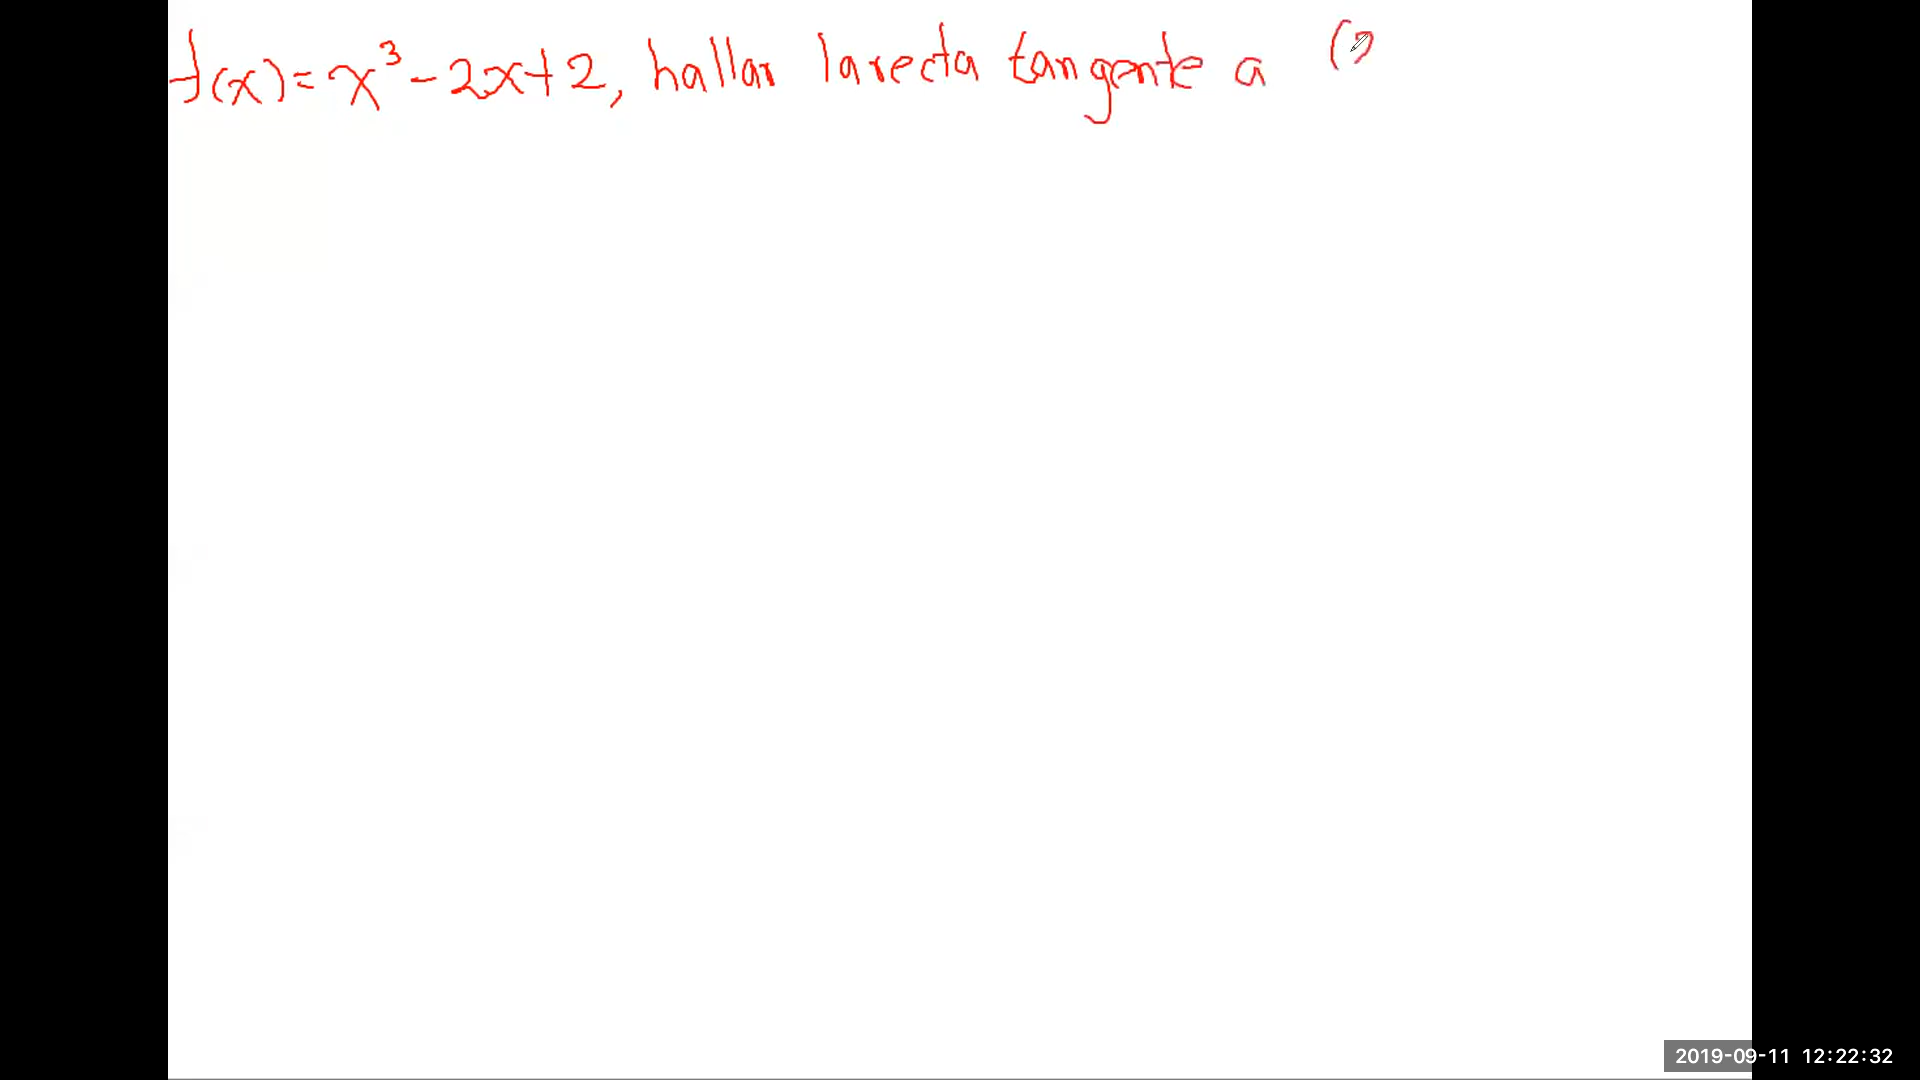 f(x) = x³ - 2x + 2, hallar la recta tangente a (
2019-09-11 12:22:32